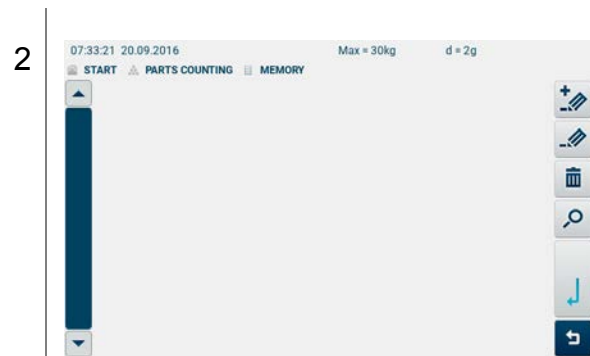 2
07:33:21 20.09.2016 Max = 30kg d = 2g
START PARTS COUNTING MEMORY